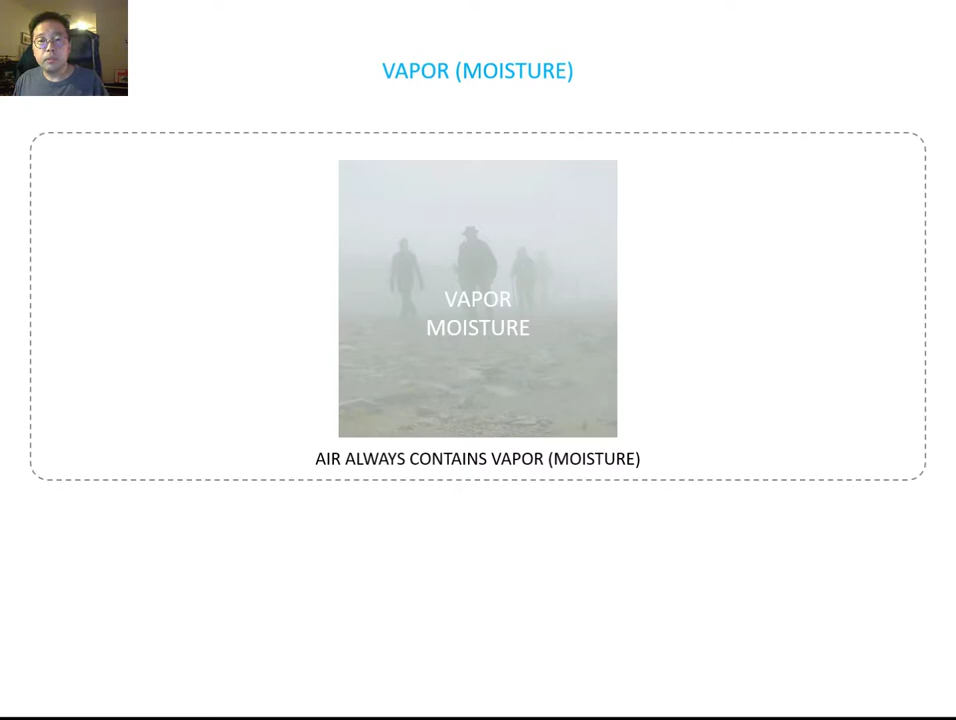 VAPOR (MOISTURE)
VAPOR
MOISTURE
AIR ALWAYS CONTAINS VAPOR (MOISTURE)